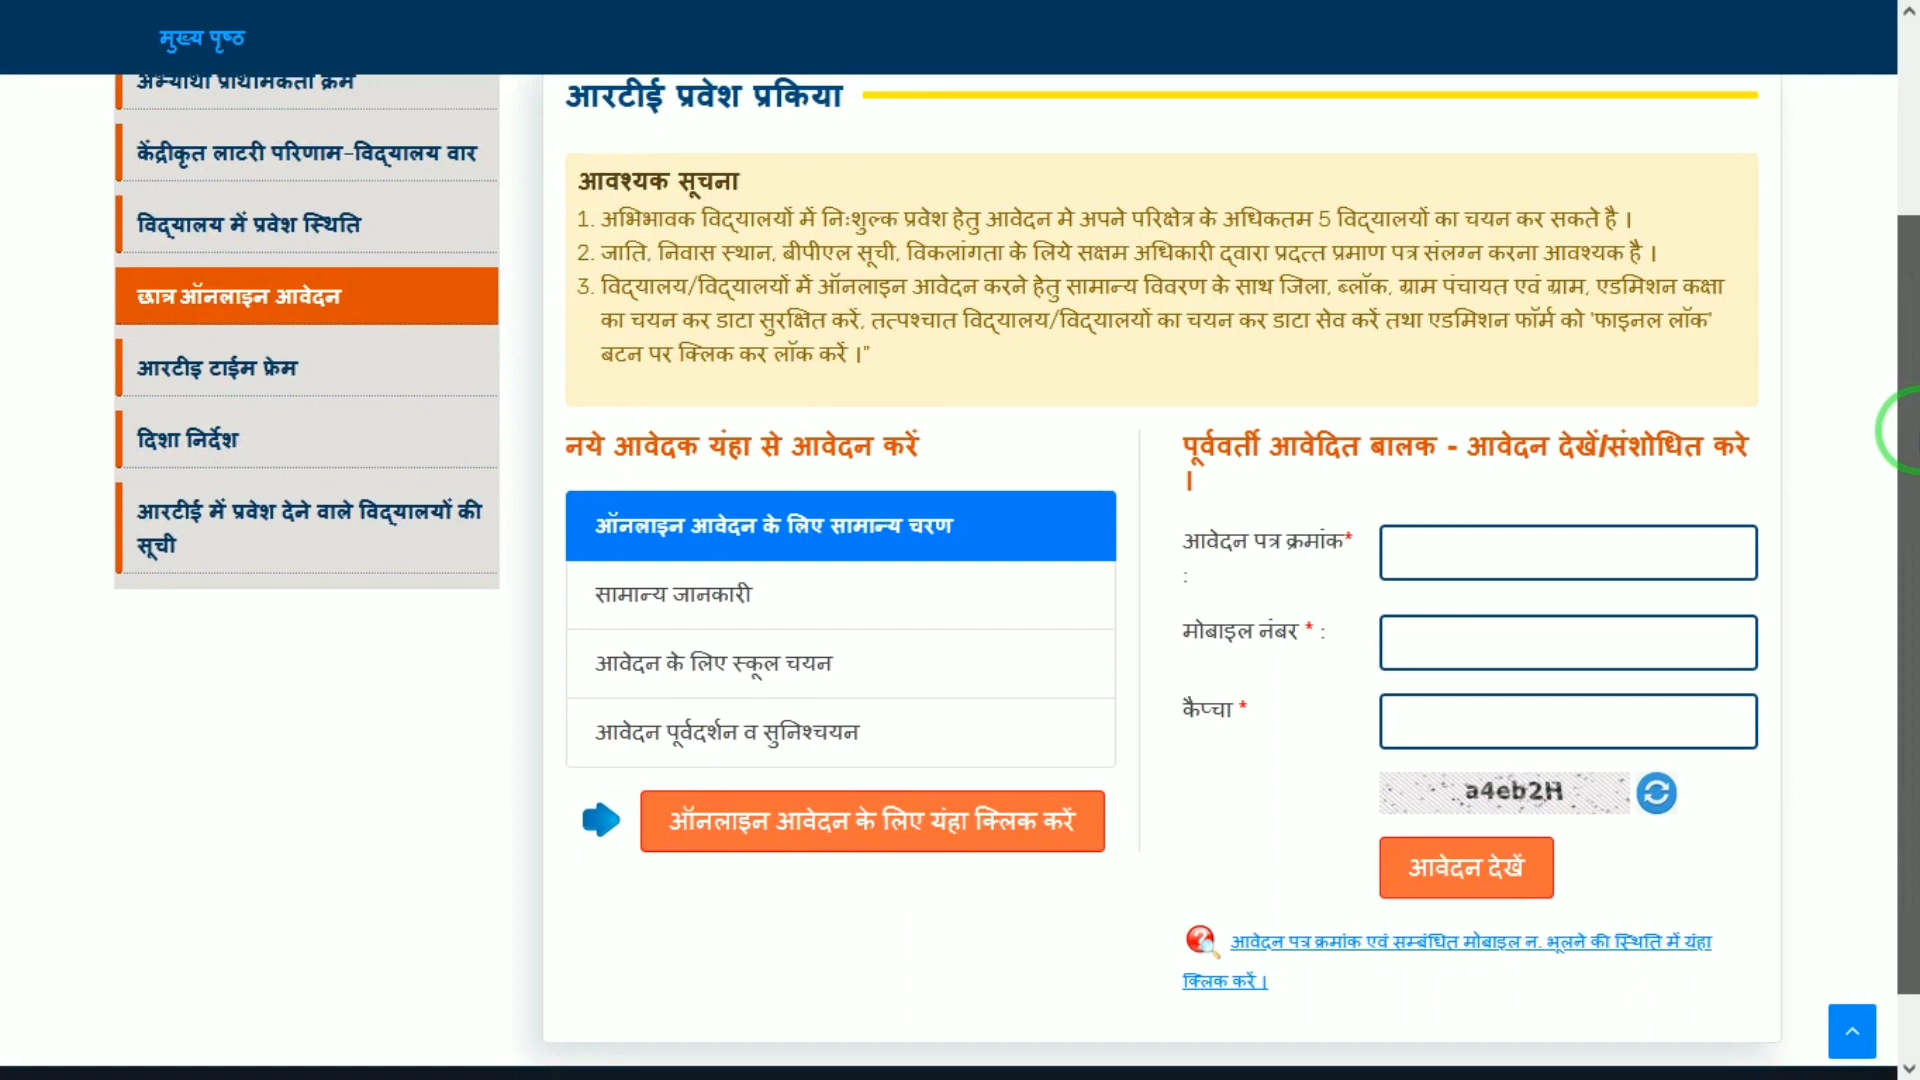 मुख्य पृष्ठ
अभ्यार्थी प्राथमिकता क्रम
केंद्रीकृत लाटरी परिणाम-विद्यालय वार
विद्यालय में प्रवेश स्थिति
छात्र ऑनलाइन आवेदन
आरटीइ टाईम फ्रेम
दिशा निर्देश
आरटीई में प्रवेश देने वाले विद्यालयों की
सूची
आरटीई प्रवेश प्रकिया
आवश्यक सूचना
1. अभिभावक विद्यालयों में निःशुल्क प्रवेश हेतु आवेदन मे अपने परिक्षेत्र के अधिकतम 5 विद्यालयों का चयन कर सकते है ।
2. जाति, निवास स्थान, बीपीएल सूची, विकलांगता के लिये सक्षम अधिकारी द्वारा प्रदत्त प्रमाण पत्र संलग्न करना आवश्यक है ।
3. विद्यालय/विद्यालयों में ऑनलाइन आवेदन करने हेतु सामान्य विवरण के साथ जिला, ब्लॉक, ग्राम पंचायत एवं ग्राम, एडमिशन कक्षा
का चयन कर डाटा सुरक्षित करें, तत्पश्चात विद्यालय/विद्यालयों का चयन कर डाटा सेव करें तथा एडमिशन फॉर्म को 'फाइनल लॉक'
बटन पर क्लिक कर लॉक करें ।"
नये आवेदक यंहा से आवेदन करें
ऑनलाइन आवेदन के लिए सामान्य चरण
सामान्य जानकारी
आवेदन के लिए स्कूल चयन
आवेदन पूर्वदर्शन व सुनिश्चयन
ऑनलाइन आवेदन के लिए यंहा क्लिक करें
पूर्ववर्ती आवेदित बालक - आवेदन देखें/संशोधित करे
।
आवेदन पत्र क्रमांक*
:
मोबाइल नंबर * :
कैप्चा *
a4eb2H
आवेदन देखें
आवेदन पत्र क्रमांक एवं सम्बंधित मोबाइल न. भूलने की स्थिति में यंहा
क्लिक करें ।